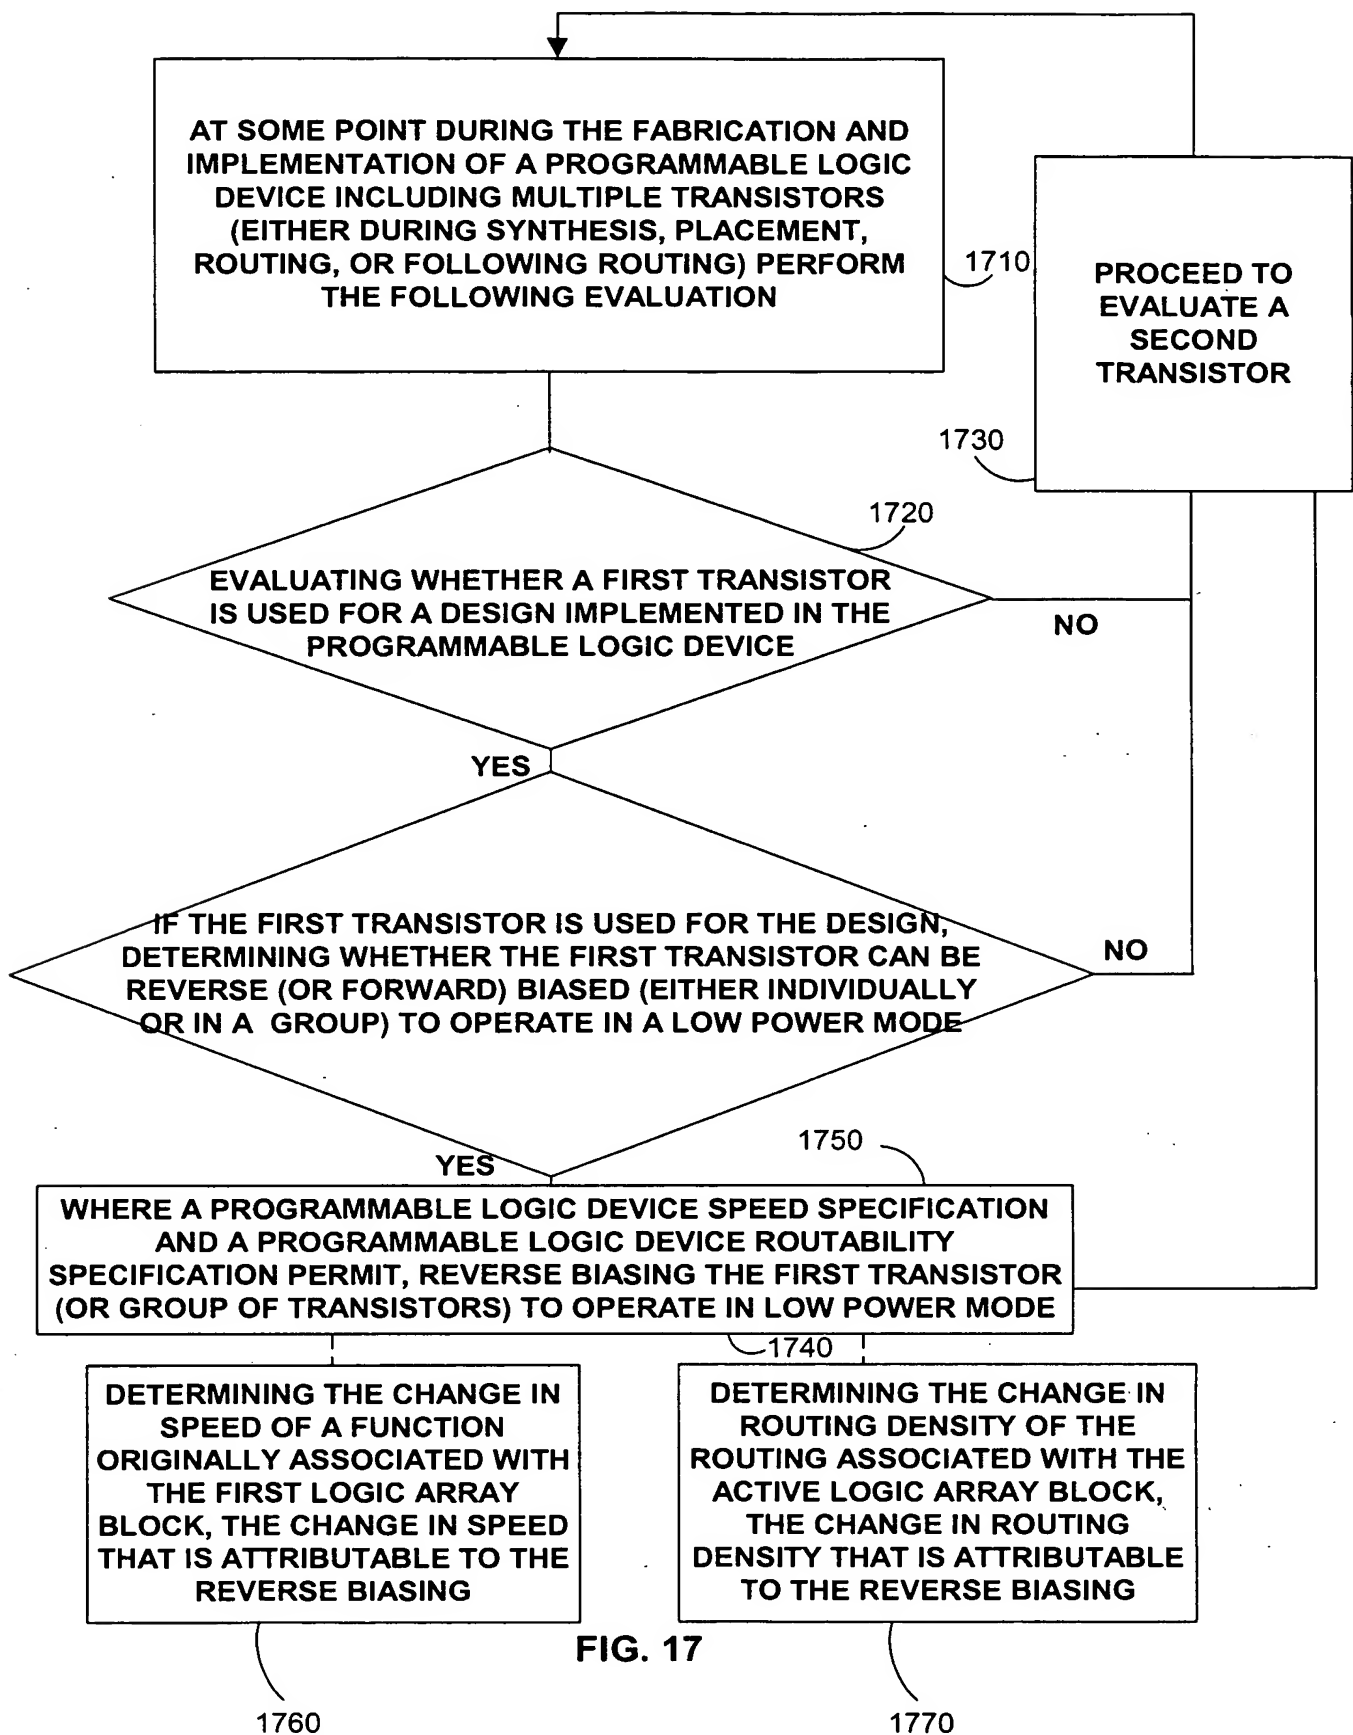 AT SOME POINT DURING THE FABRICATION AND
IMPLEMENTATION OF A PROGRAMMABLE LOGIC
DEVICE INCLUDING MULTIPLE TRANSISTORS
(EITHER DURING SYNTHESIS, PLACEMENT,
ROUTING, OR FOLLOWING ROUTING) PERFORM
THE FOLLOWING EVALUATION
1710
PROCEED TO
EVALUATE A
SECOND
TRANSISTOR
1730
1720
EVALUATING WHETHER A FIRST TRANSISTOR
IS USED FOR A DESIGN IMPLEMENTED IN THE
PROGRAMMABLE LOGIC DEVICE
NO
YES
IF THE FIRST TRANSISTOR IS USED FOR THE DESIGN,
DETERMINING WHETHER THE FIRST TRANSISTOR CAN BE
REVERSE (OR FORWARD) BIASED (EITHER INDIVIDUALLY
OR IN A GROUP) TO OPERATE IN A LOW POWER MODE
NO
YES
1750
WHERE A PROGRAMMABLE LOGIC DEVICE SPEED SPECIFICATION
AND A PROGRAMMABLE LOGIC DEVICE ROUTABILITY
SPECIFICATION PERMIT, REVERSE BIASING THE FIRST TRANSISTOR
(OR GROUP OF TRANSISTORS) TO OPERATE IN LOW POWER MODE
1740
DETERMINING THE CHANGE IN
SPEED OF A FUNCTION
ORIGINALLY ASSOCIATED WITH
THE FIRST LOGIC ARRAY
BLOCK, THE CHANGE IN SPEED
THAT IS ATTRIBUTABLE TO THE
REVERSE BIASING
DETERMINING THE CHANGE IN
ROUTING DENSITY OF THE
ROUTING ASSOCIATED WITH THE
ACTIVE LOGIC ARRAY BLOCK,
THE CHANGE IN ROUTING
DENSITY THAT IS ATTRIBUTABLE
TO THE REVERSE BIASING
FIG. 17
1760
1770